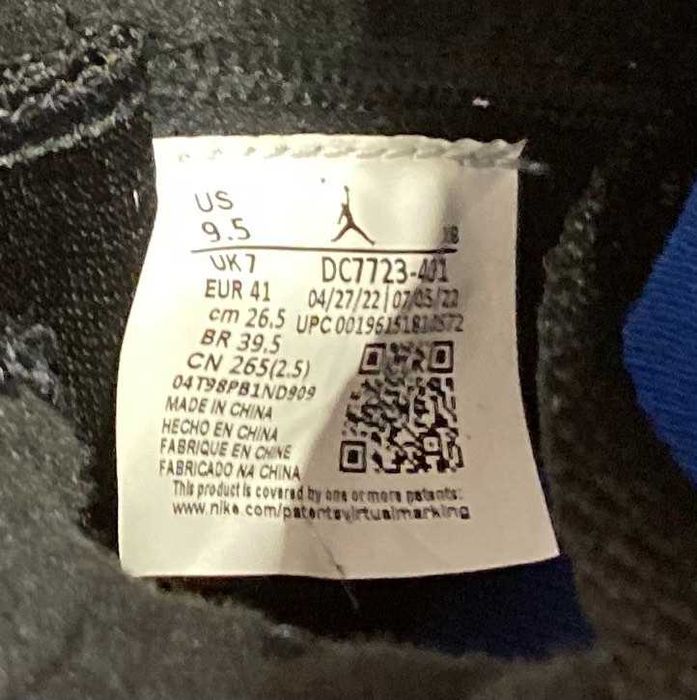 US
9.5
UK 7
EUR 41
cm 26.5
BR 39.5
CN 265(2.5)
04T98PB1ND909
MADE IN CHINA
HECHO EN CHINA
FABRIQUE EN CHINE
FABRICADO NA CHINA
DC7723-401
04/27/22 07/05/22
UPC
This product is covered by one or more patents:
www.nike.com/patentsvirtualmarking